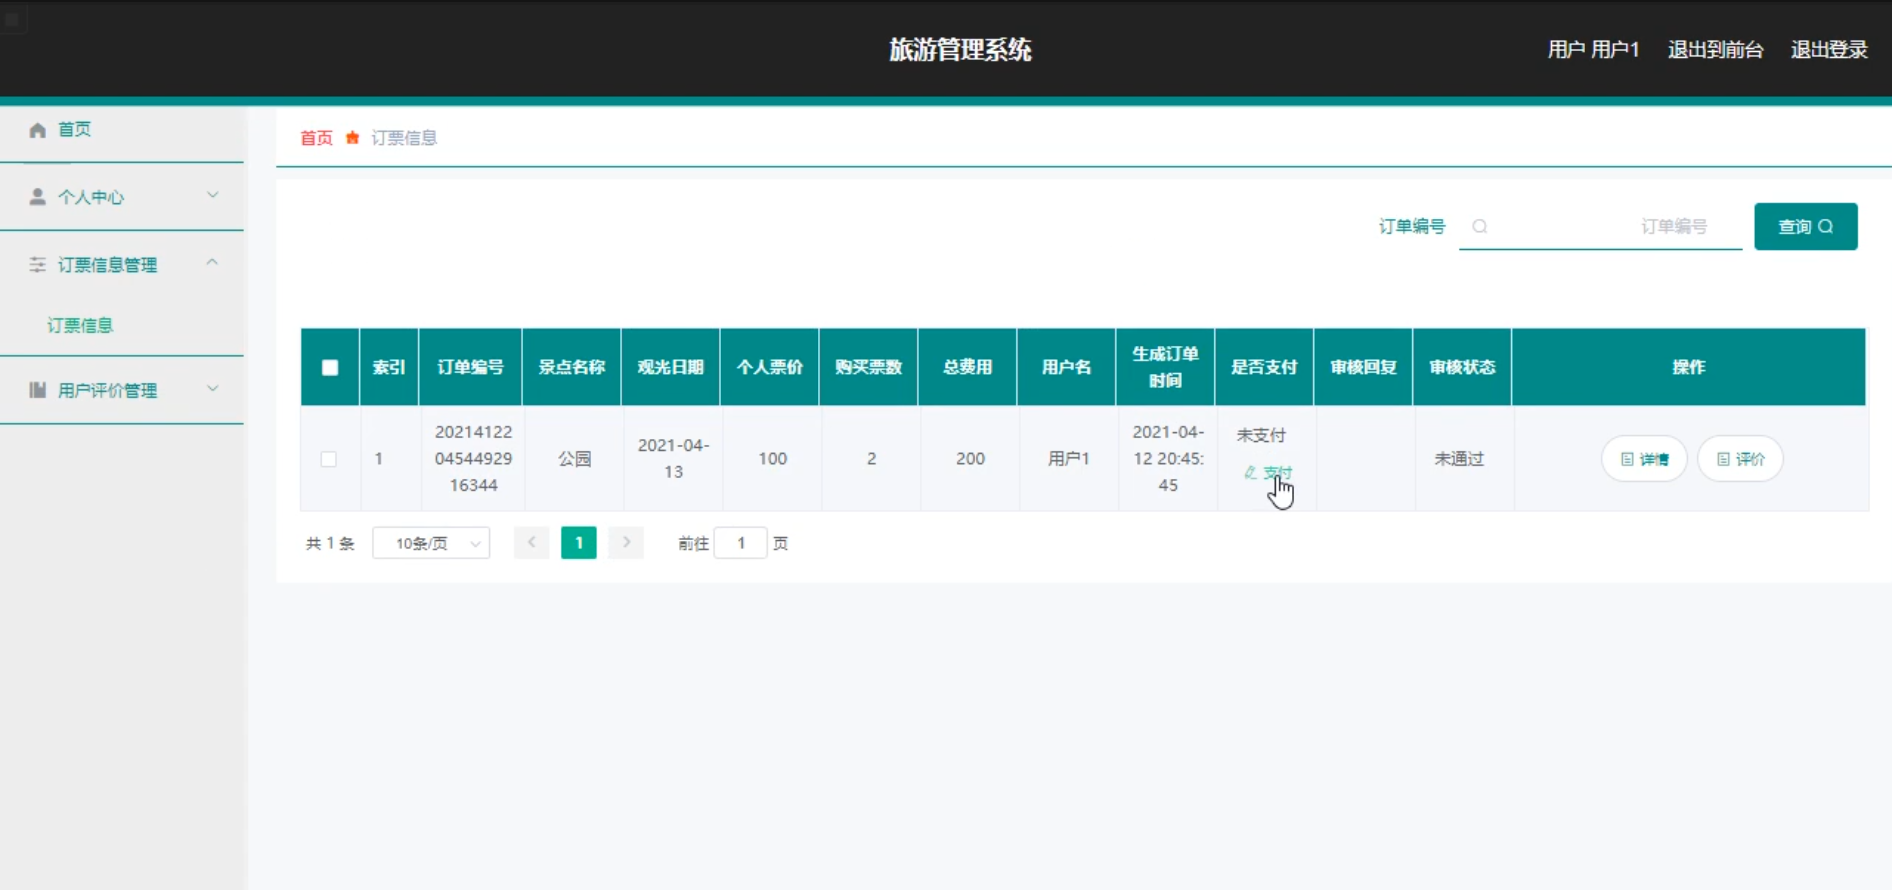 旅游管理系统
用户 用户1 退出到前台 退出登录
首页
个人中心
订票信息管理
订票信息
用户评价管理
首页 订票信息
订单编号 订单编号 查询
索引 订单编号 景点名称 观光日期 个人票价 购买票数 总费用 用户名 生成订单时间 是否支付 审核回复 审核状态 操作
1 202141220454492916344 公园 2021-04-13 100 2 200 用户1 2021-04-12 20:45:45 未支付 支付 未通过 详情 评价
共 1 条 10条/页 1 前往 1 页